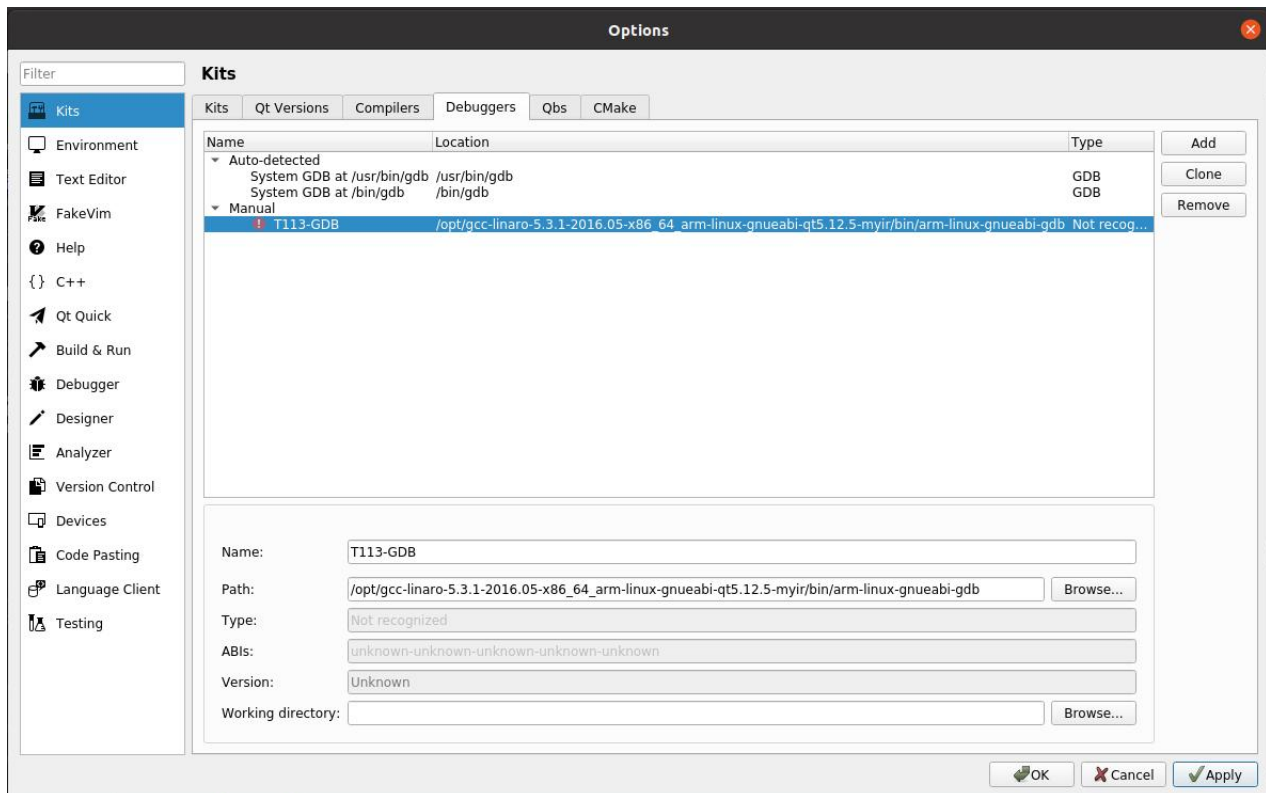 Options
Filter
Kits
Kits
Environment
Text Editor
FakeVim
Help
{} C++
Qt Quick
Build & Run
Debugger
Designer
Analyzer
Version Control
Devices
Code Pasting
Language Client
Testing
Kits Qt Versions Compilers Debuggers Qbs CMake
Name Location Type
Auto-detected
System GDB at /usr/bin/gdb /usr/bin/gdb GDB
System GDB at /bin/gdb /bin/gdb GDB
Manual
T113-GDB /opt/gcc-linaro-5.3.1-2016.05-x86_64_arm-linux-gnueabi-qt5.12.5-myir/bin/arm-linux-gnueabi-gdb Not recog...
Add
Clone
Remove
Name: T113-GDB
Path: /opt/gcc-linaro-5.3.1-2016.05-x86_64_arm-linux-gnueabi-qt5.12.5-myir/bin/arm-linux-gnueabi-gdb Browse...
Type: Not recognized
ABIs: unknown-unknown-unknown-unknown-unknown
Version: Unknown
Working directory: Browse...
OK Cancel Apply